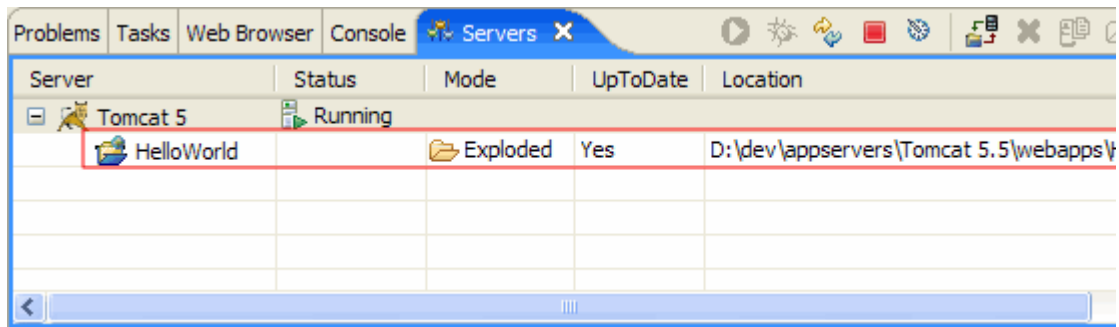 Problems Tasks Web Browser Console Servers
Server Status Mode UpToDate Location
Tomcat 5 Running
HelloWorld Exploded Yes D:\dev\appservers\Tomcat 5.5\webapps\